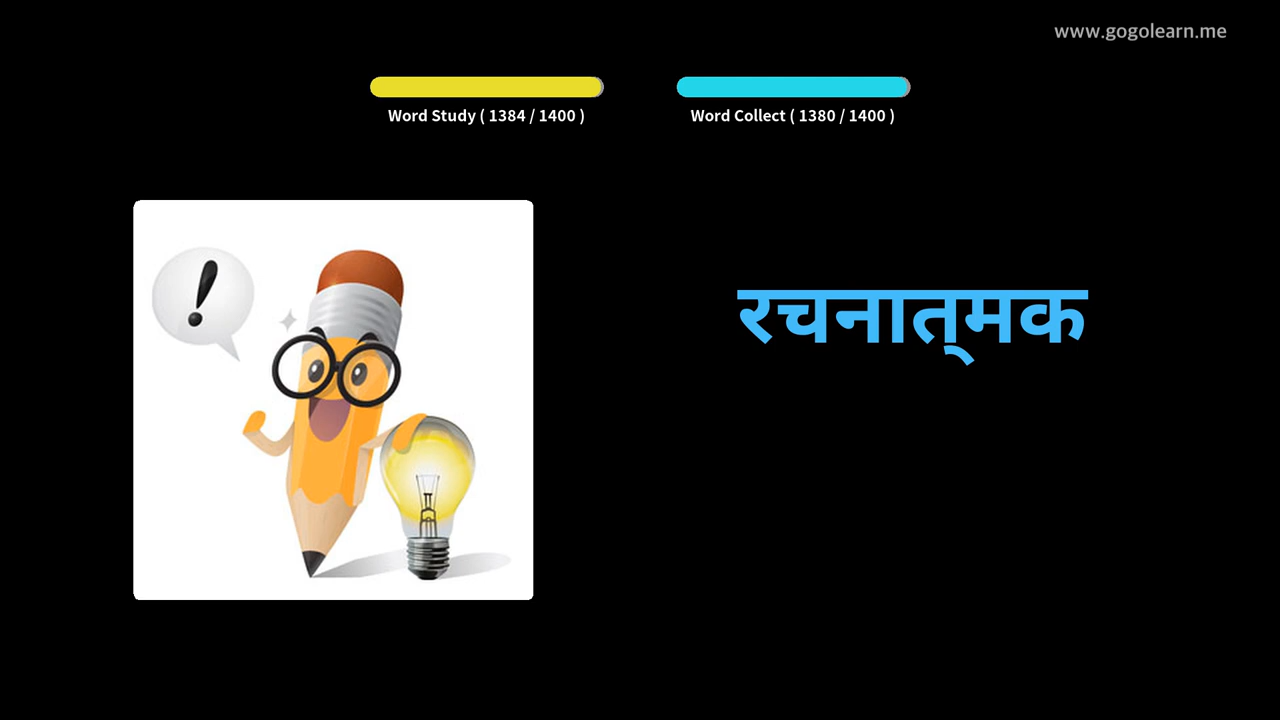 www.gogolearn.me
Word Study ( 1384 / 1400 )
Word Collect ( 1380 / 1400 )
!
रचनात्‌मक